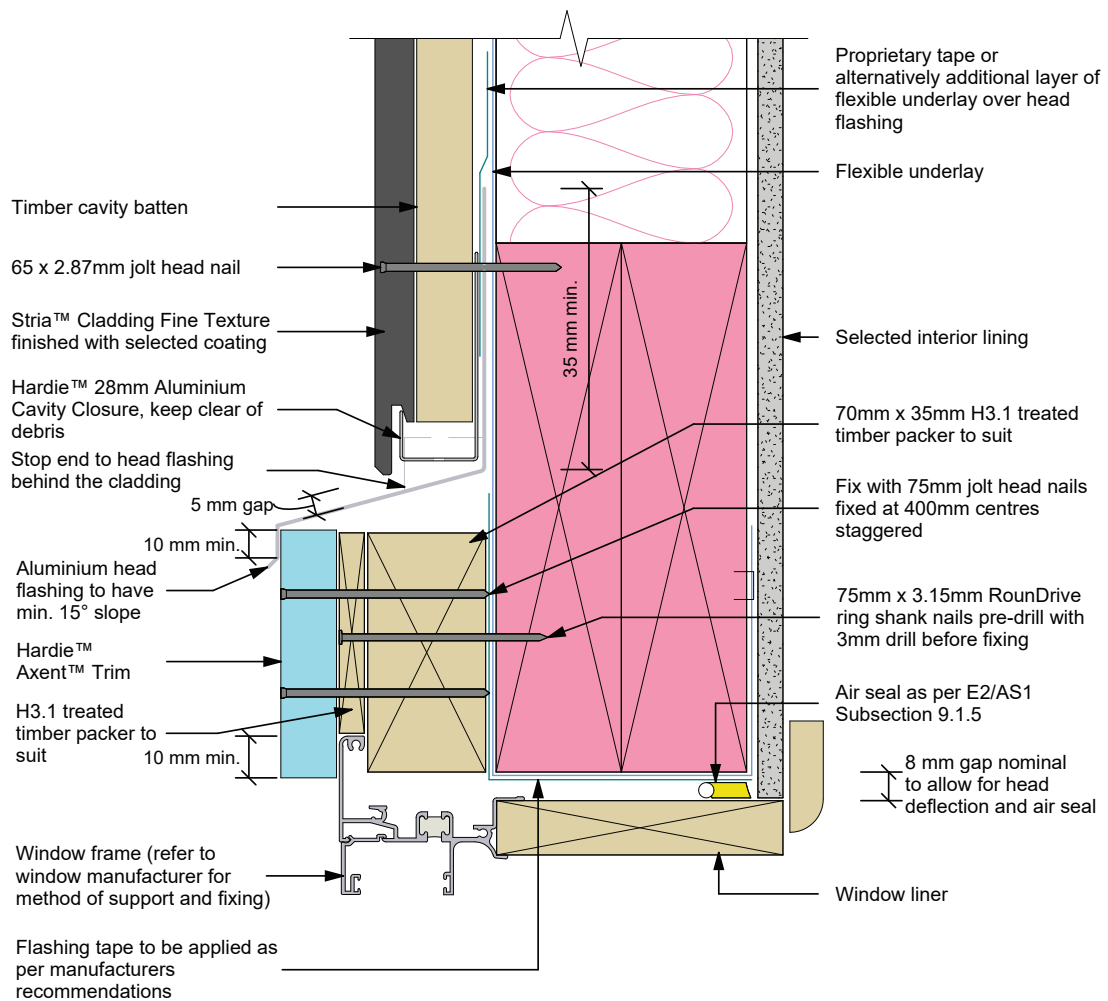 Proprietary tape or
alternatively additional layer of
flexible underlay over head
flashing
Flexible underlay
Timber cavity batten
65 x 2.87mm jolt head nail
Stria™ Cladding Fine Texture
finished with selected coating
Hardie™ 28mm Aluminium
Cavity Closure, keep clear of
debris
Stop end to head flashing
behind the cladding
5 mm gap
10 mm min.
Aluminium head
flashing to have
min. 15° slope
Hardie™
Axent™ Trim
H3.1 treated
timber packer to
suit
10 mm min.
Window frame (refer to
window manufacturer for
method of support and fixing)
Flashing tape to be applied as
per manufacturers
recommendations
35 mm min.
Selected interior lining
70mm x 35mm H3.1 treated
timber packer to suit
Fix with 75mm jolt head nails
fixed at 400mm centres
staggered
75mm x 3.15mm RounDrive
ring shank nails pre-drill with
3mm drill before fixing
Air seal as per E2/AS1
Subsection 9.1.5
8 mm gap nominal
to allow for head
deflection and air seal
Window liner